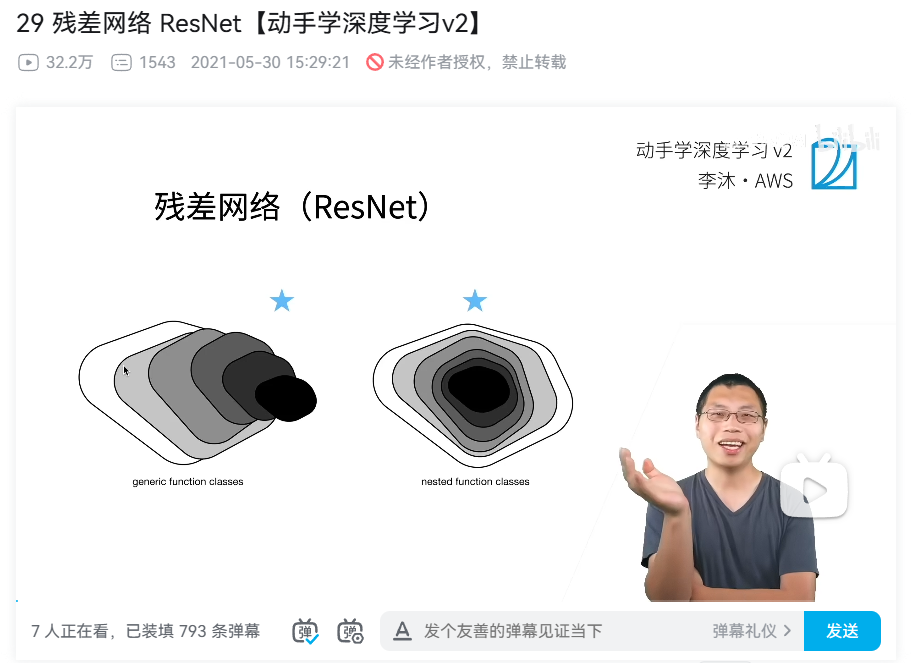 29 残差网络 ResNet【动手学深度学习v2】
32.2万 1543 2021-05-30 15:29:21 未经作者授权，禁止转载
动手学深度学习 v2
李沐・AWS
残差网络（ResNet）
generic function classes
nested function classes
7 人正在看，已装填 793 条弹幕 弹 弹 A 发个友善的弹幕见证当下 弹幕礼仪 发送